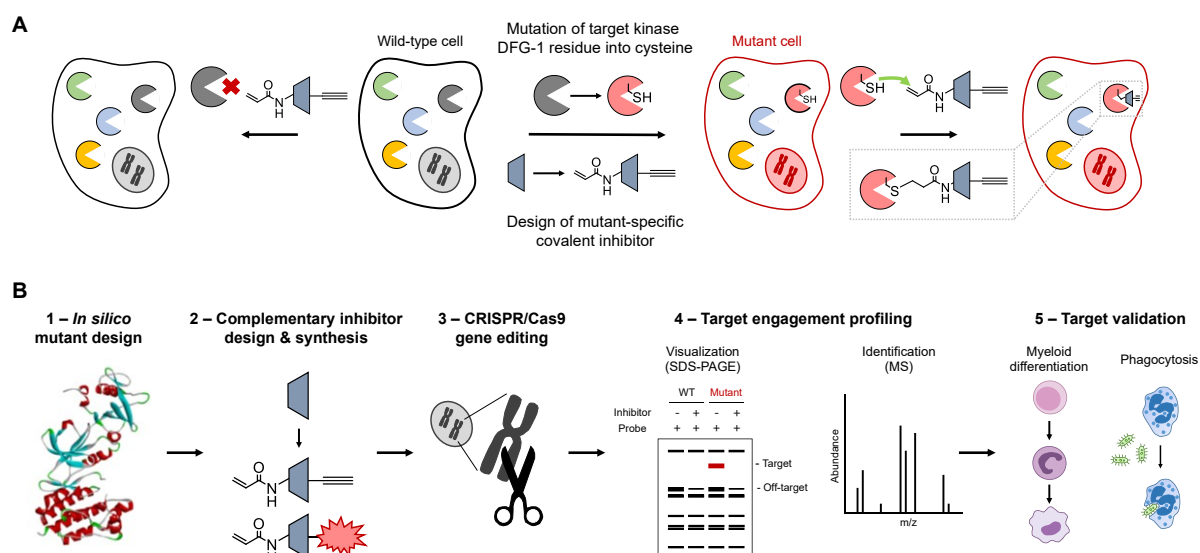 A
Wild-type cell
Mutation of target kinase
DFG-1 residue into cysteine
Mutant cell
O
N
H
SH
O
N
H
Design of mutant-specific
covalent inhibitor
SH
SH
O
N
H
S
O
N
H
B
1 – In silico
mutant design
2 – Complementary inhibitor
design & synthesis
3 – CRISPR/Cas9
gene editing
4 – Target engagement profiling
5 – Target validation
Visualization
(SDS-PAGE)
Identification
(MS)
Myeloid
differentiation
Phagocytosis
WT Mutant
Inhibitor - + - +
Probe + + + +
- Target
- Off-target
Abundance
m/z
O
N
H
O
N
H